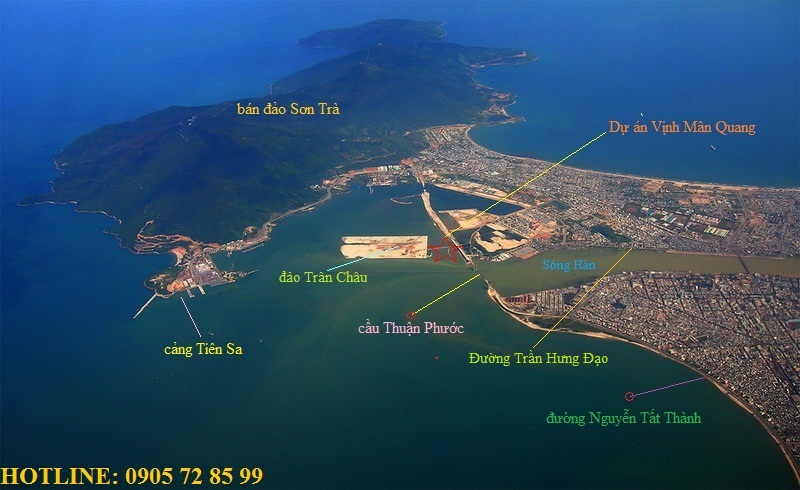 bán đảo Sơn Trà
Dự án Vịnh Mân Quang
Sông Hàn
đảo Trân Châu
cầu Thuận Phước
cảng Tiên Sa
Đường Trần Hưng Đạo
đường Nguyễn Tất Thành
HOTLINE: 0905 72 85 99